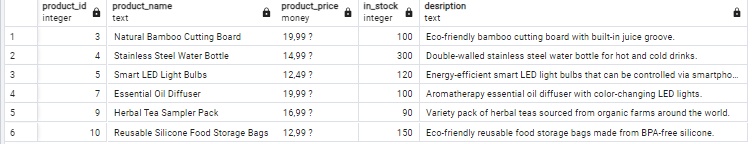 product_id product_name product_price in_stock desription
integer text money integer text
1 3 Natural Bamboo Cutting Board 19,99 ? 100 Eco-friendly bamboo cutting board with built-in juice groove.
2 4 Stainless Steel Water Bottle 14,99 ? 300 Double-walled stainless steel water bottle for hot and cold drinks.
3 5 Smart LED Light Bulbs 12,49 ? 120 Energy-efficient smart LED light bulbs that can be controlled via smartpho...
4 7 Essential Oil Diffuser 19,99 ? 100 Aromatherapy essential oil diffuser with color-changing LED lights.
5 9 Herbal Tea Sampler Pack 16,99 ? 90 Variety pack of herbal teas sourced from organic farms around the world.
6 10 Reusable Silicone Food Storage Bags 12,99 ? 150 Eco-friendly reusable food storage bags made from BPA-free silicone.